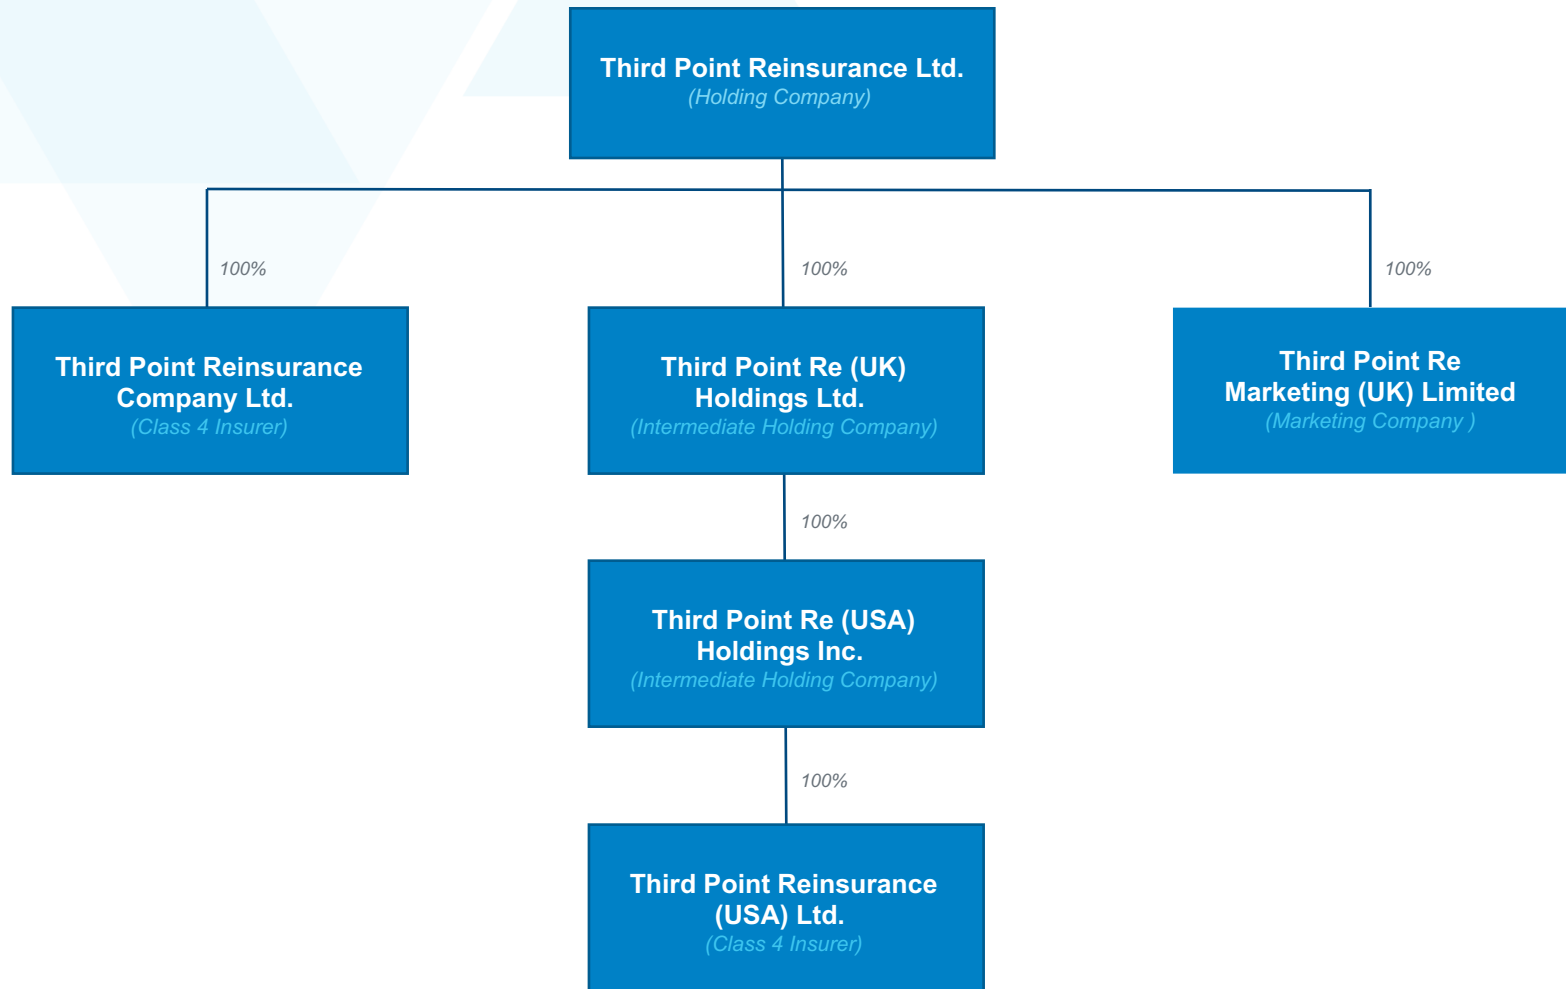 Third Point Reinsurance Ltd.
(Holding Company)
100%
100%
100%
Third Point Reinsurance
Company Ltd.
(Class 4 Insurer)
Third Point Re (UK)
Holdings Ltd.
(Intermediate Holding Company)
Third Point Re
Marketing (UK) Limited
(Marketing Company )
100%
Third Point Re (USA)
Holdings Inc.
(Intermediate Holding Company)
100%
Third Point Reinsurance
(USA) Ltd.
(Class 4 Insurer)